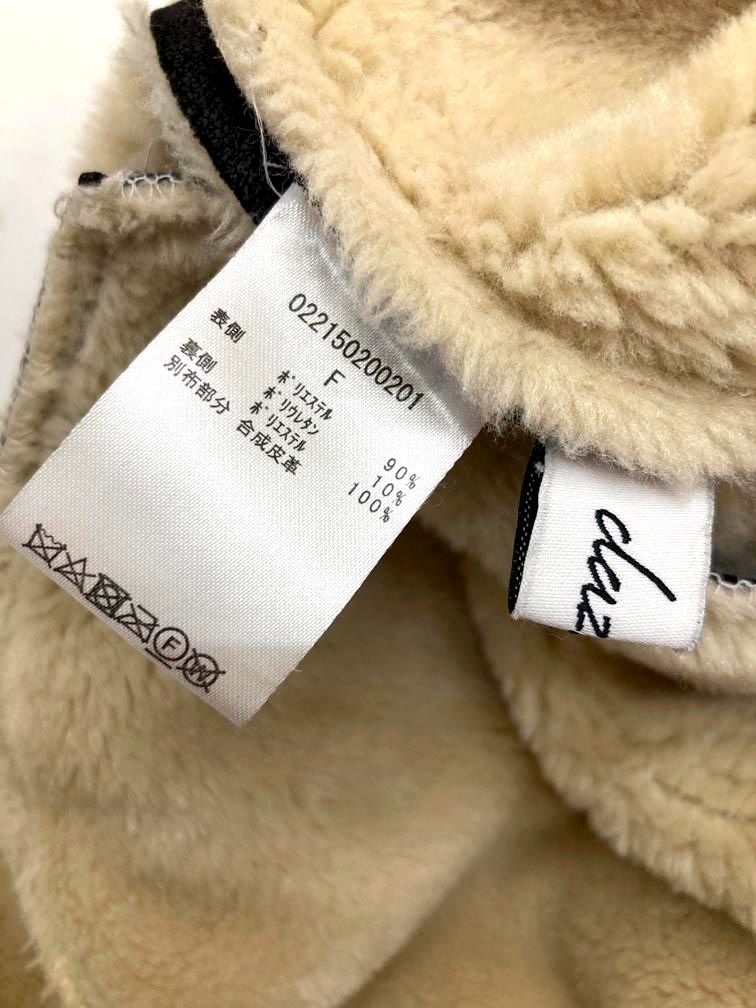 022150200201
F
表側 ポリエステル 90%
ポリウレタン 10%
裏側 ポリエステル 100%
別布部分 合成皮革
F
W
daz